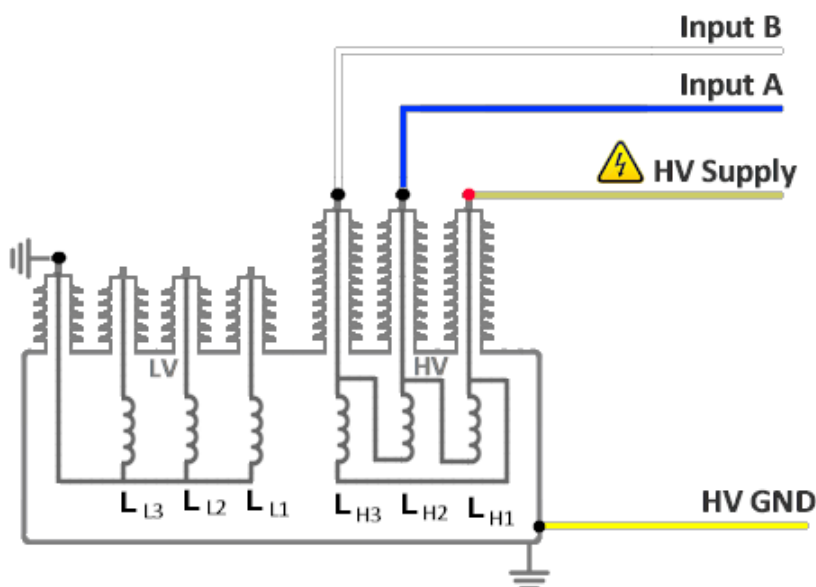 Input B
Input A
HV Supply
LV
HV
L L3 L L2 L L1 L H3 L H2 L H1
HV GND